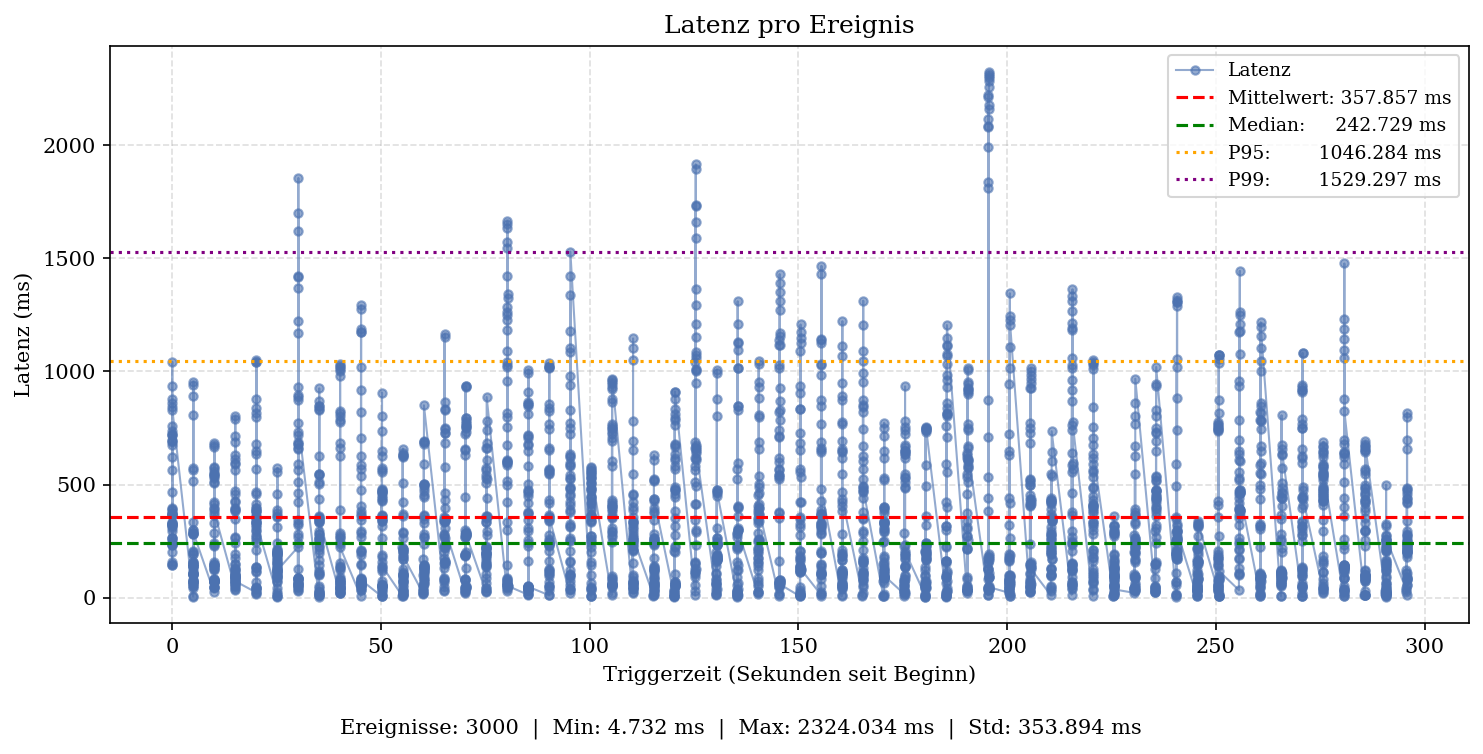 Latenz pro Ereignis
Latenz (ms)
2000
1500
1000
500
0
Latenz
Mittelwert: 357.857 ms
Median: 242.729 ms
P95: 1046.284 ms
P99: 1529.297 ms
0 50 100 150 200 250 300
Triggerzeit (Sekunden seit Beginn)
Ereignisse: 3000 | Min: 4.732 ms | Max: 2324.034 ms | Std: 353.894 ms